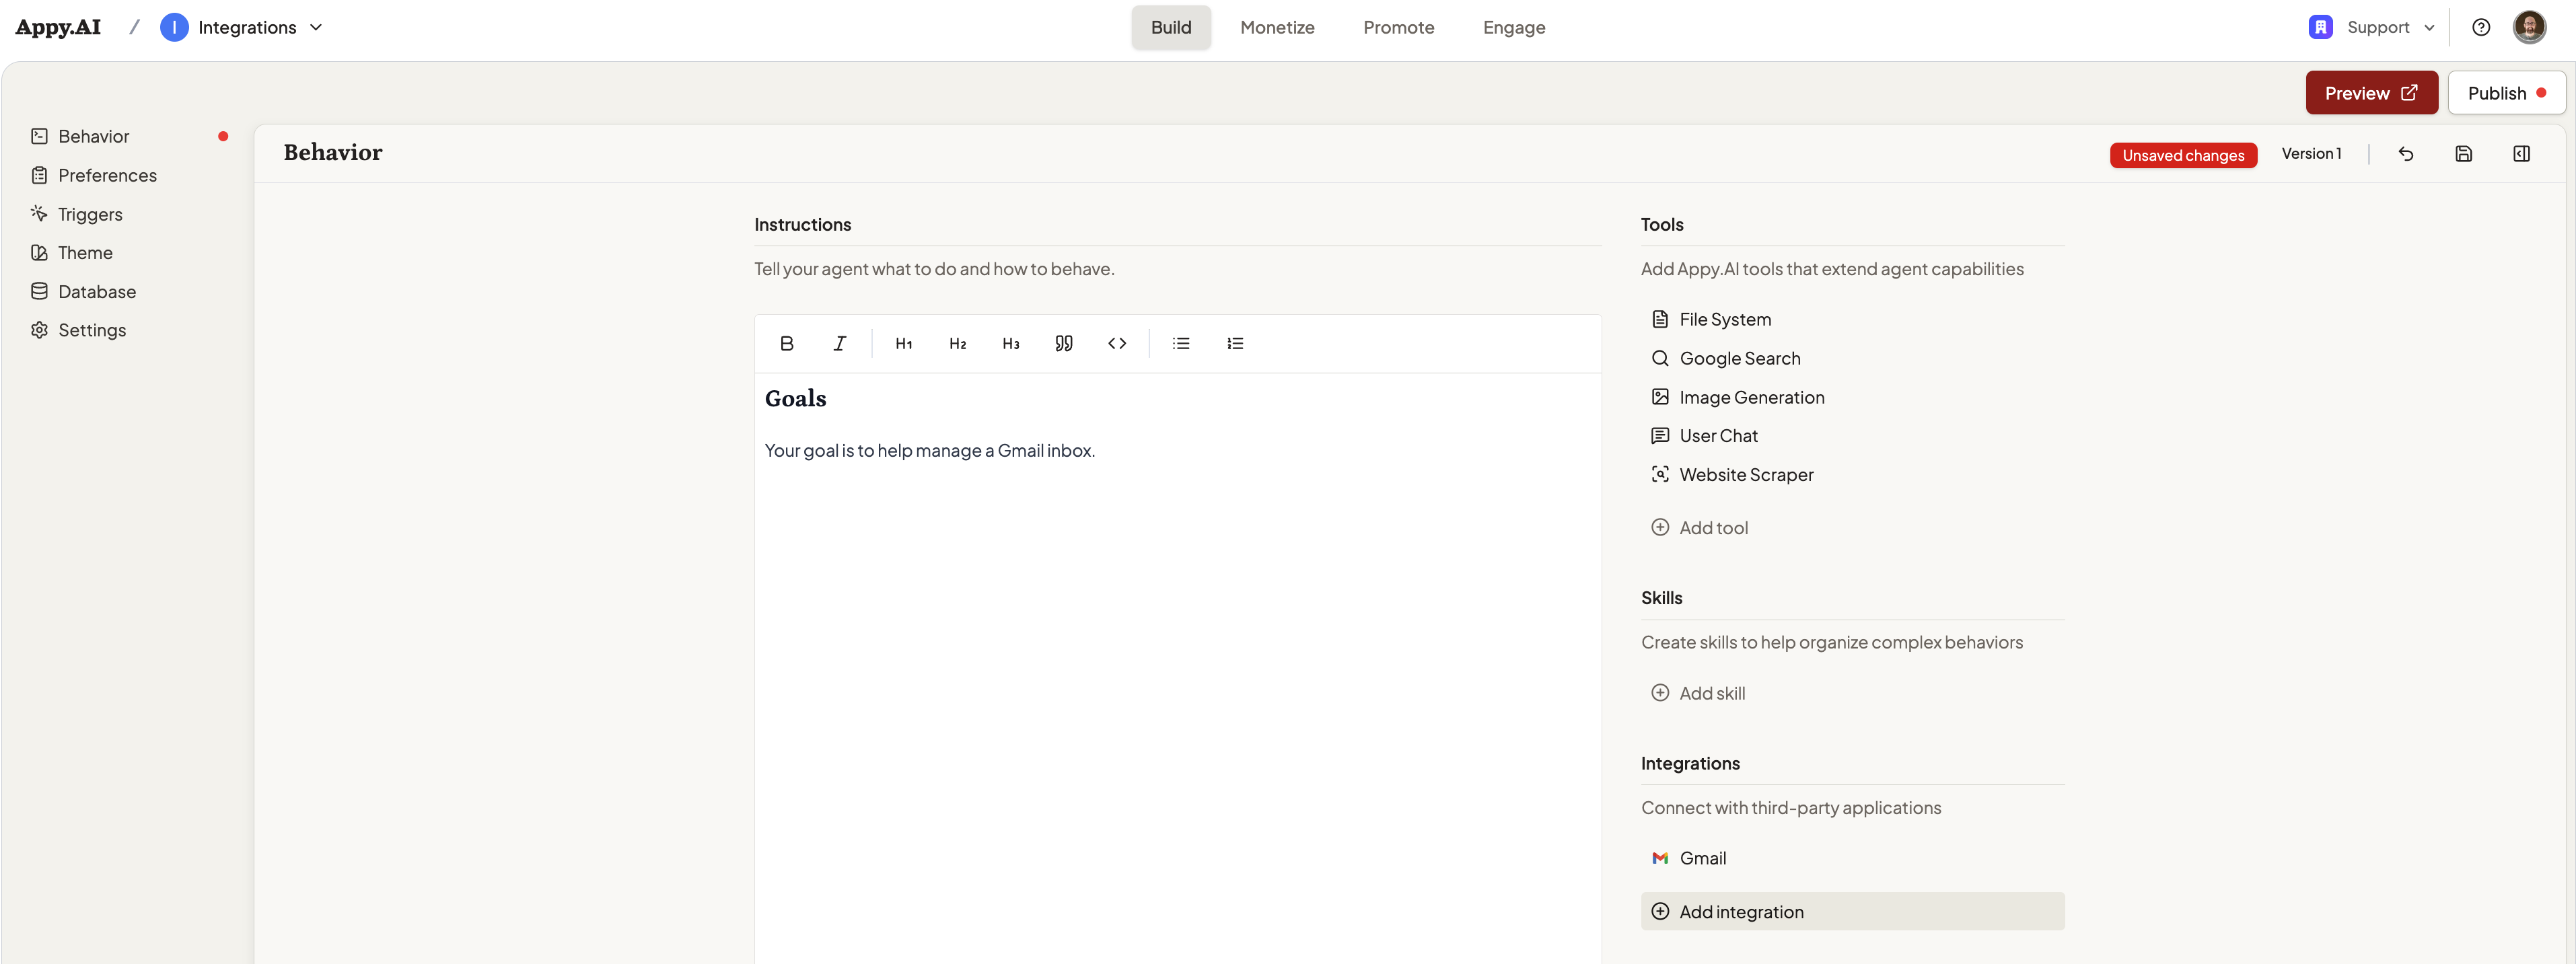 Appy.AI / I Integrations
Build Monetize Promote Engage
Support
Preview Publish
Behavior
Preferences
Triggers
Theme
Database
Settings
Behavior
Unsaved changes Version 1
Instructions
Tell your agent what to do and how to behave.
B I H1 H2 H3
Goals
Your goal is to help manage a Gmail inbox.
Tools
Add Appy.AI tools that extend agent capabilities
File System
Google Search
Image Generation
User Chat
Website Scraper
Add tool
Skills
Create skills to help organize complex behaviors
Add skill
Integrations
Connect with third-party applications
Gmail
Add integration